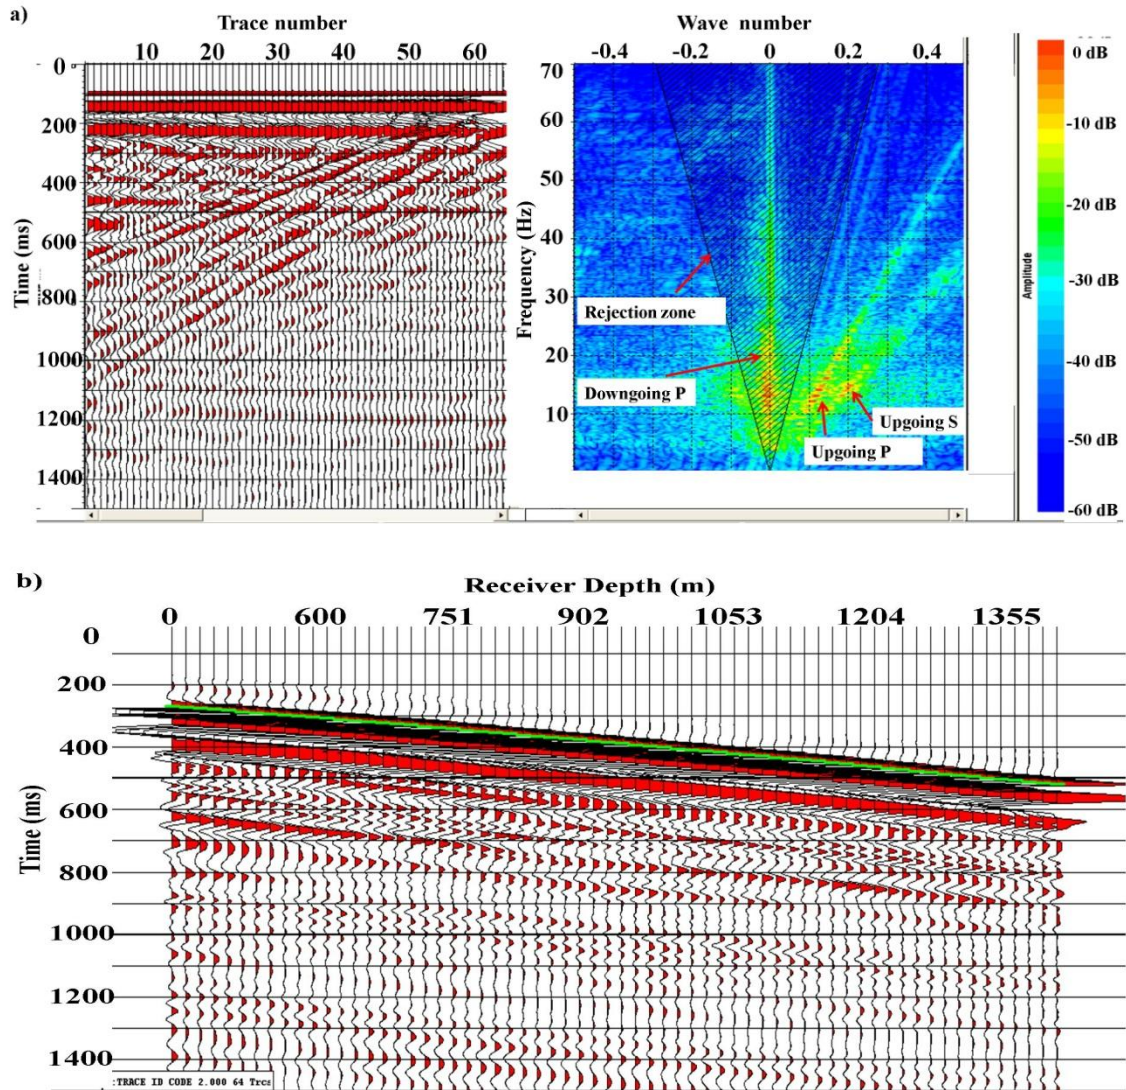 a)
Trace number
10 20 30 40 50 60
0
200
400
600
800
1000
1200
1400
Time (ms)
Wave number
-0.4 -0.2 0 0.2 0.4
70
60
50
40
30
20
10
Frequency (Hz)
Rejection zone
Downgoing P
Upgoing S
Upgoing P
0 dB
-10 dB
-20 dB
-30 dB
-40 dB
-50 dB
-60 dB
Amplitude
b)
Receiver Depth (m)
0 600 751 902 1053 1204 1355
0
200
400
600
800
1000
1200
1400
Time (ms)
:TRACE ID CODE 2.000 64 Trcs